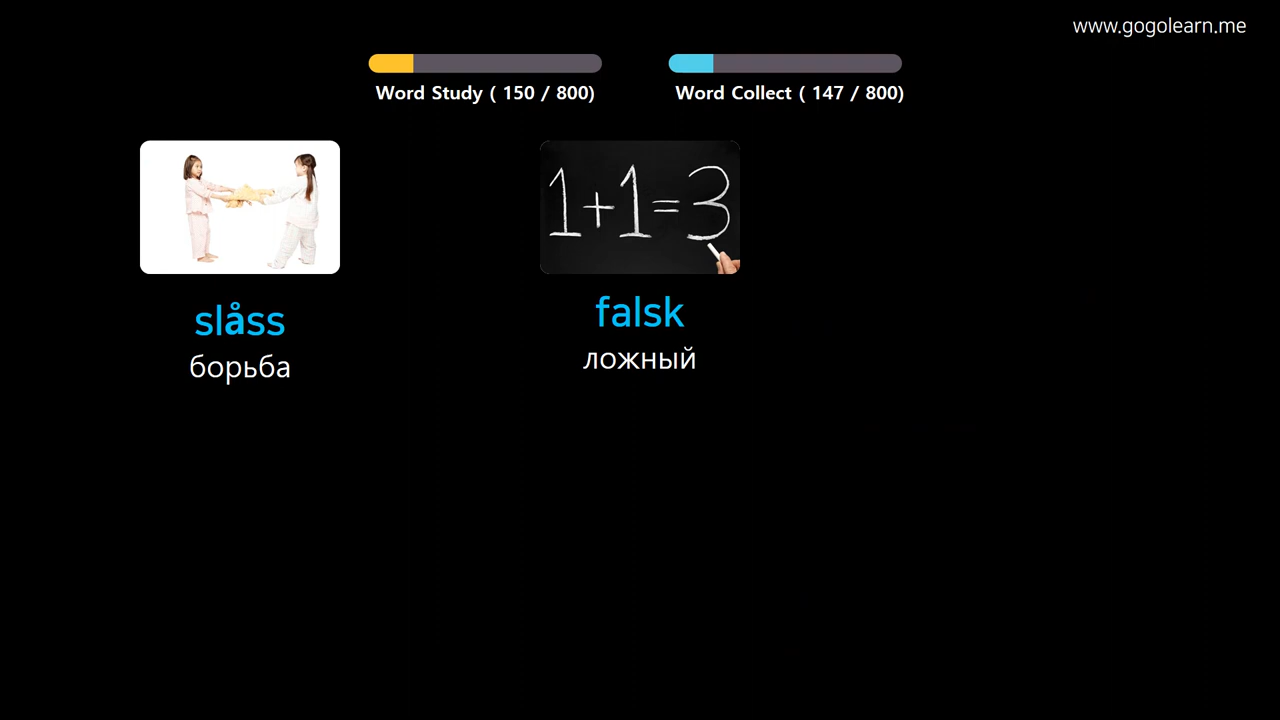 www.gogolearn.me
Word Study ( 150 / 800)
Word Collect ( 147 / 800)
1+1=3
slåss
борьба
falsk
ложный